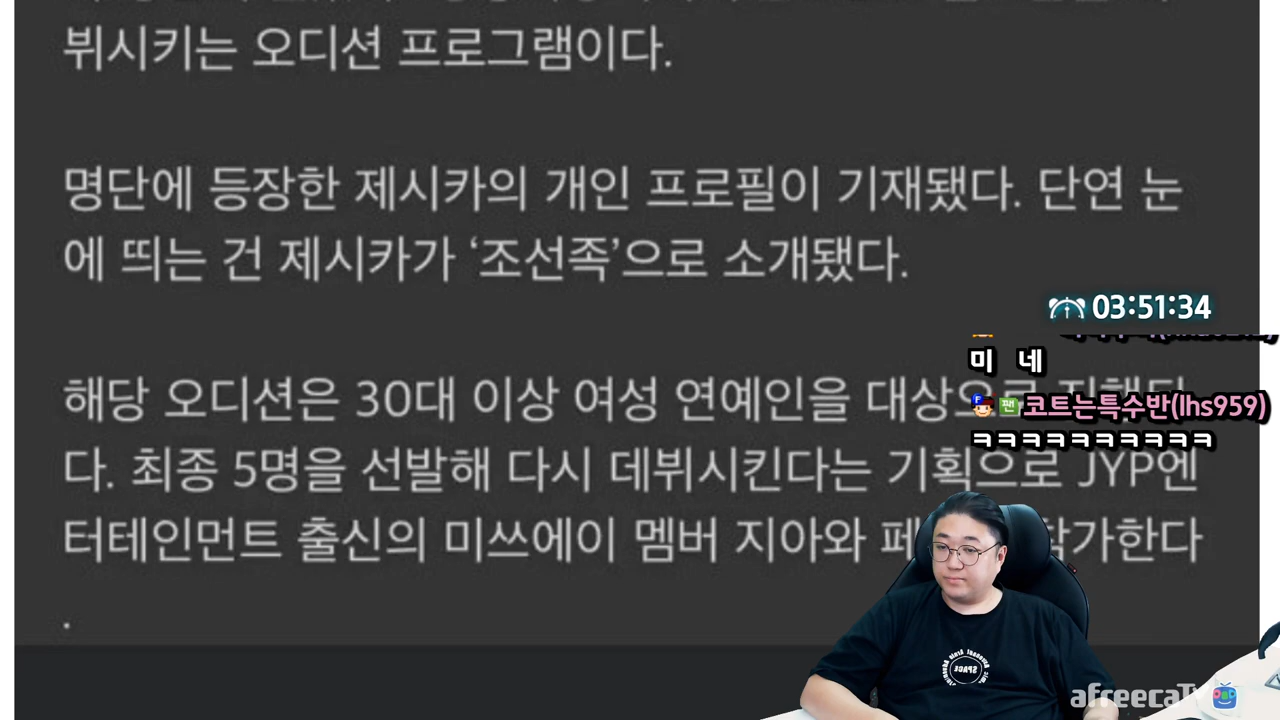 뷔시키는 오디션 프로그램이다.
명단에 등장한 제시카의 개인 프로필이 기재됐다. 단연 눈
에 띄는 건 제시카가 ‘조선족’으로 소개됐다.
03:51:34
미 네
해당 오디션은 30대 이상 여성 연예인을 대상으로
코트는특수반(lhs959)
ㅋㅋㅋㅋㅋㅋㅋㅋㅋㅋ
다. 최종 5명을 선발해 다시 데뷔시킨다는 기획으로 JYP엔
터테인먼트 출신의 미쓰에이 멤버 지아와
.
SPACE
afreecaTV